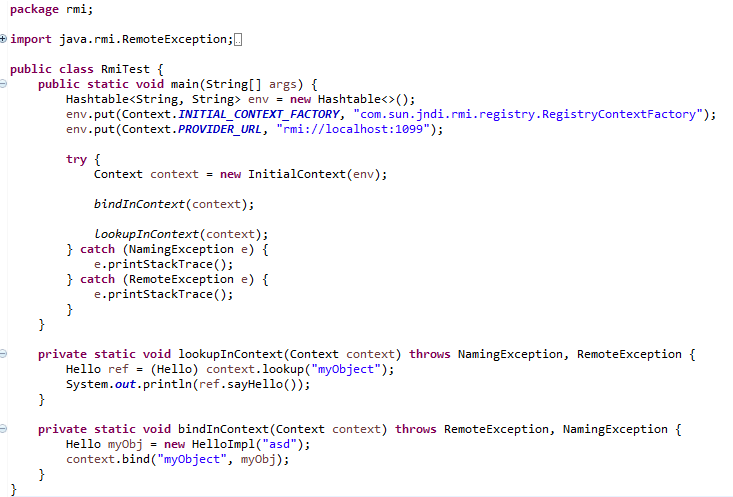 package rmi;
import java.rmi.RemoteException;
public class RmiTest {
    public static void main(String[] args) {
        Hashtable<String, String> env = new Hashtable<>();
        env.put(Context.INITIAL_CONTEXT_FACTORY, "com.sun.jndi.rmi.registry.RegistryContextFactory");
        env.put(Context.PROVIDER_URL, "rmi://localhost:1099");
        try {
            Context context = new InitialContext(env);
            bindInContext(context);
            lookupInContext(context);
        } catch (NamingException e) {
            e.printStackTrace();
        } catch (RemoteException e) {
            e.printStackTrace();
        }
    }
    private static void lookupInContext(Context context) throws NamingException, RemoteException {
        Hello ref = (Hello) context.lookup("myObject");
        System.out.println(ref.sayHello());
    }
    private static void bindInContext(Context context) throws RemoteException, NamingException {
        Hello myObj = new HelloImpl("asd");
        context.bind("myObject", myObj);
    }
}